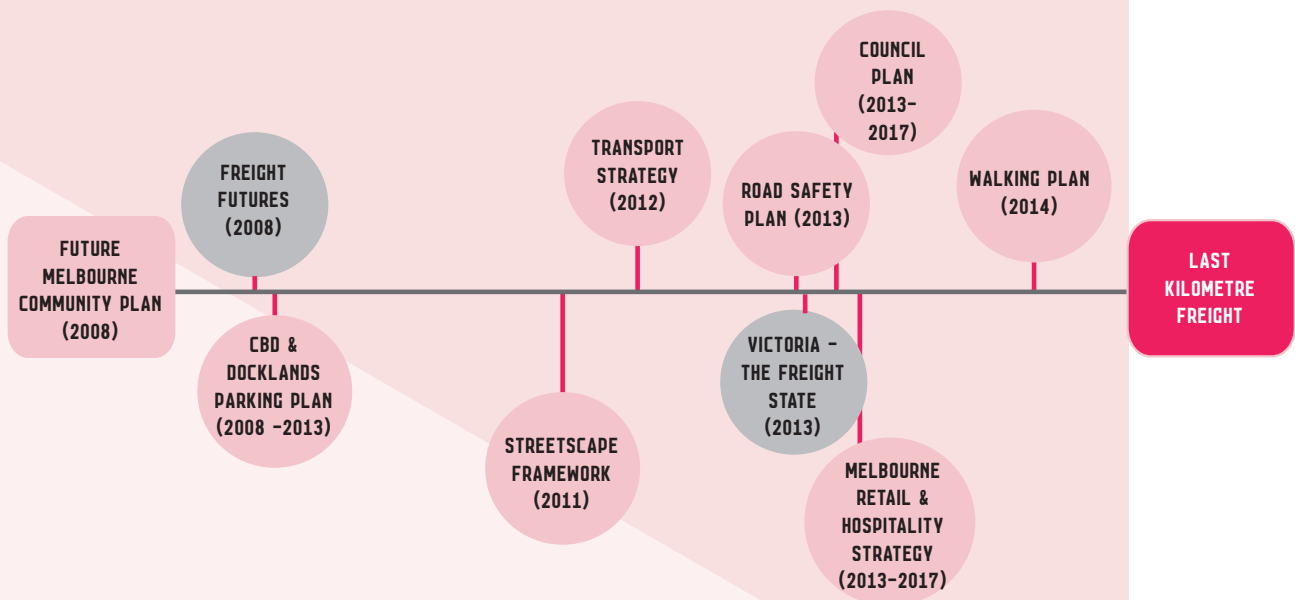 FUTURE
MELBOURNE
COMMUNITY PLAN
(2008)
FREIGHT
FUTURES
(2008)
CBD &
DOCKLANDS
PARKING PLAN
(2008 -2013)
STREETSCAPE
FRAMEWORK
(2011)
TRANSPORT
STRATEGY
(2012)
ROAD SAFETY
PLAN (2013)
VICTORIA -
THE FREIGHT
STATE
(2013)
COUNCIL
PLAN
(2013-
2017)
MELBOURNE
RETAIL &
HOSPITALITY
STRATEGY
(2013-2017)
WALKING PLAN
(2014)
LAST
KILOMETRE
FREIGHT